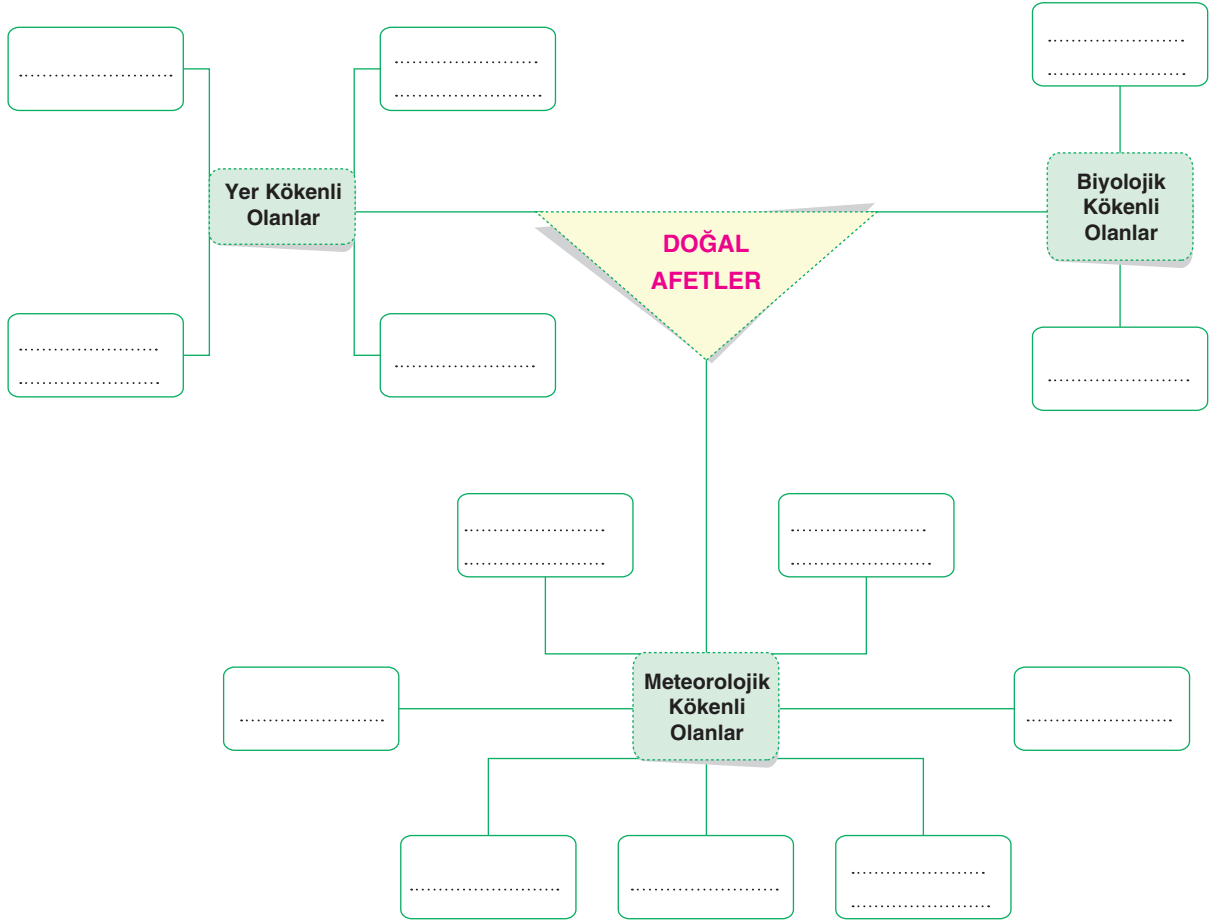 Yer Kökenli
Olanlar
DOĞAL
AFETLER
Biyolojik
Kökenli
Olanlar
Meteorolojik
Kökenli
Olanlar